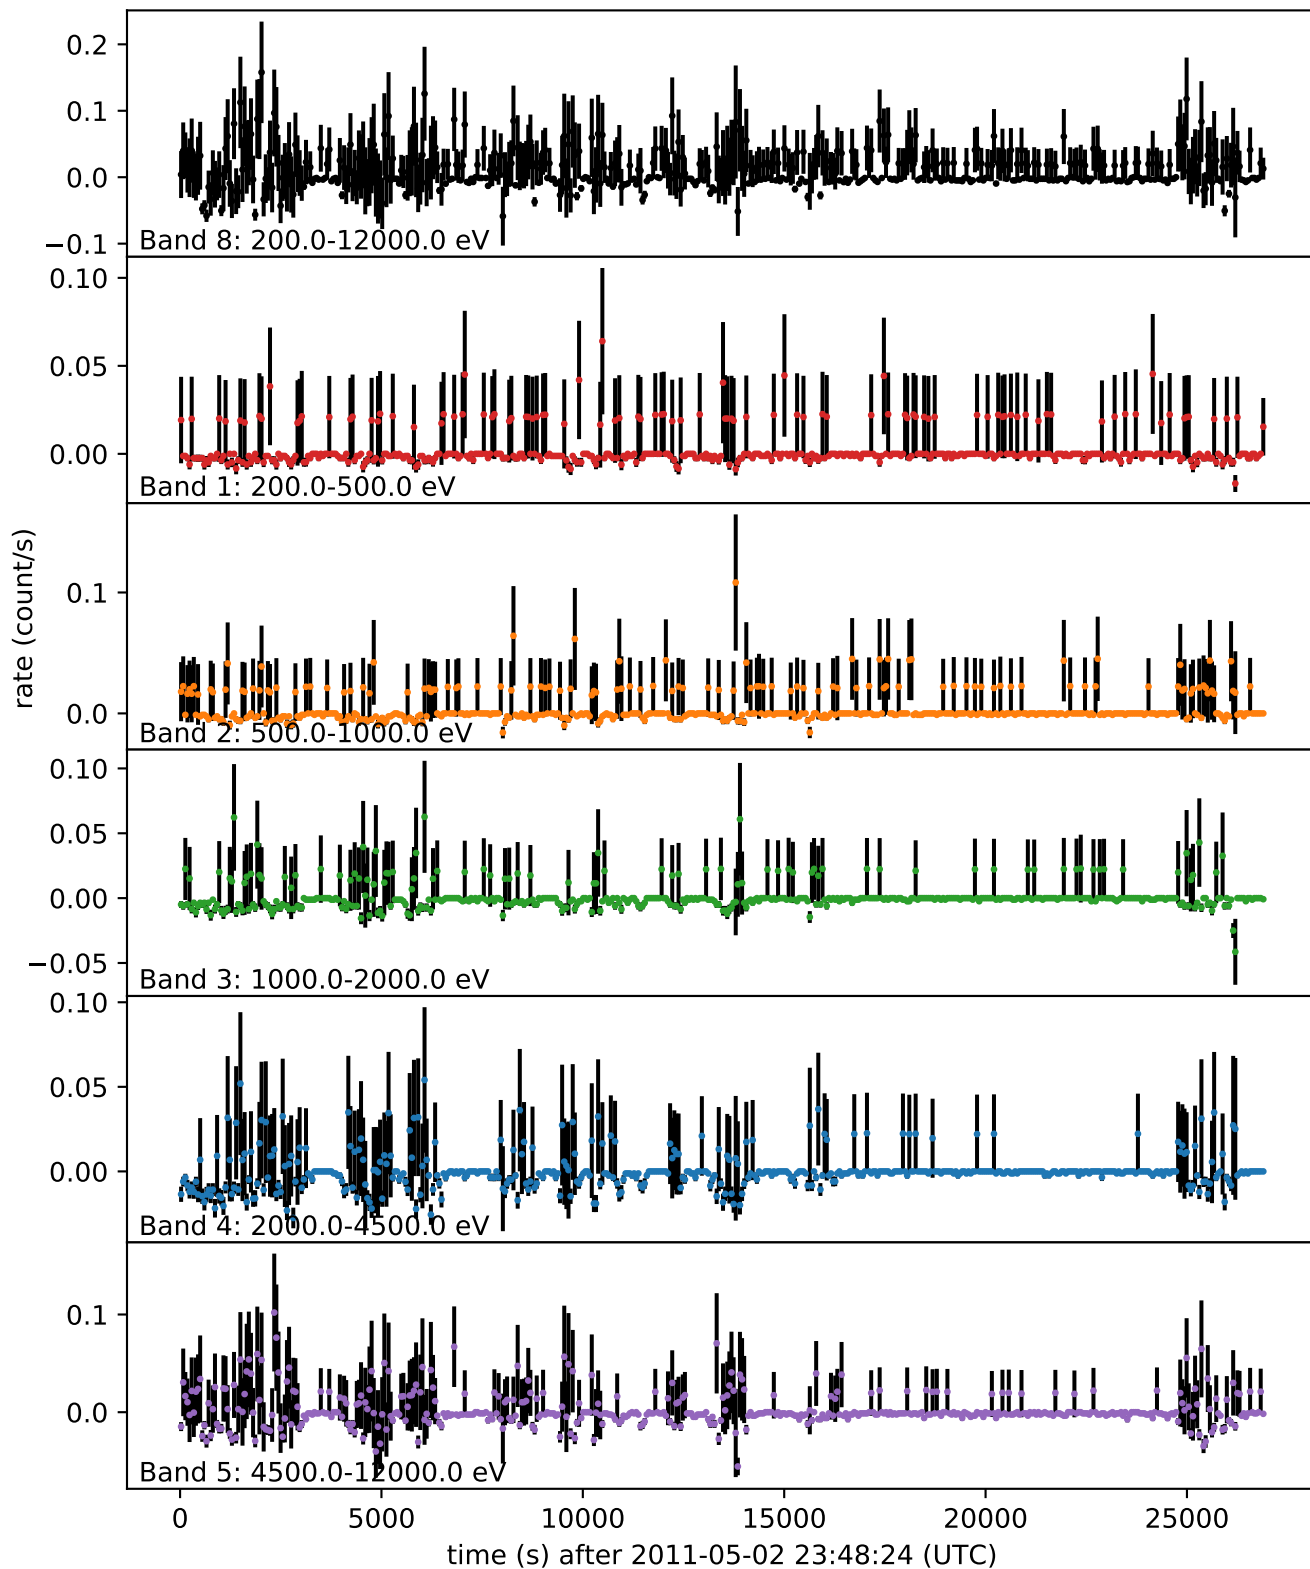 0.2
0.1
0.0
−0.1
Band 8: 200.0-12000.0 eV
0.10
0.05
0.00
Band 1: 200.0-500.0 eV
rate (count/s)
0.1
0.0
Band 2: 500.0-1000.0 eV
0.10
0.05
0.00
−0.05
Band 3: 1000.0-2000.0 eV
0.10
0.05
0.00
Band 4: 2000.0-4500.0 eV
0.1
0.0
Band 5: 4500.0-12000.0 eV
0 5000 10000 15000 20000 25000
time (s) after 2011-05-02 23:48:24 (UTC)